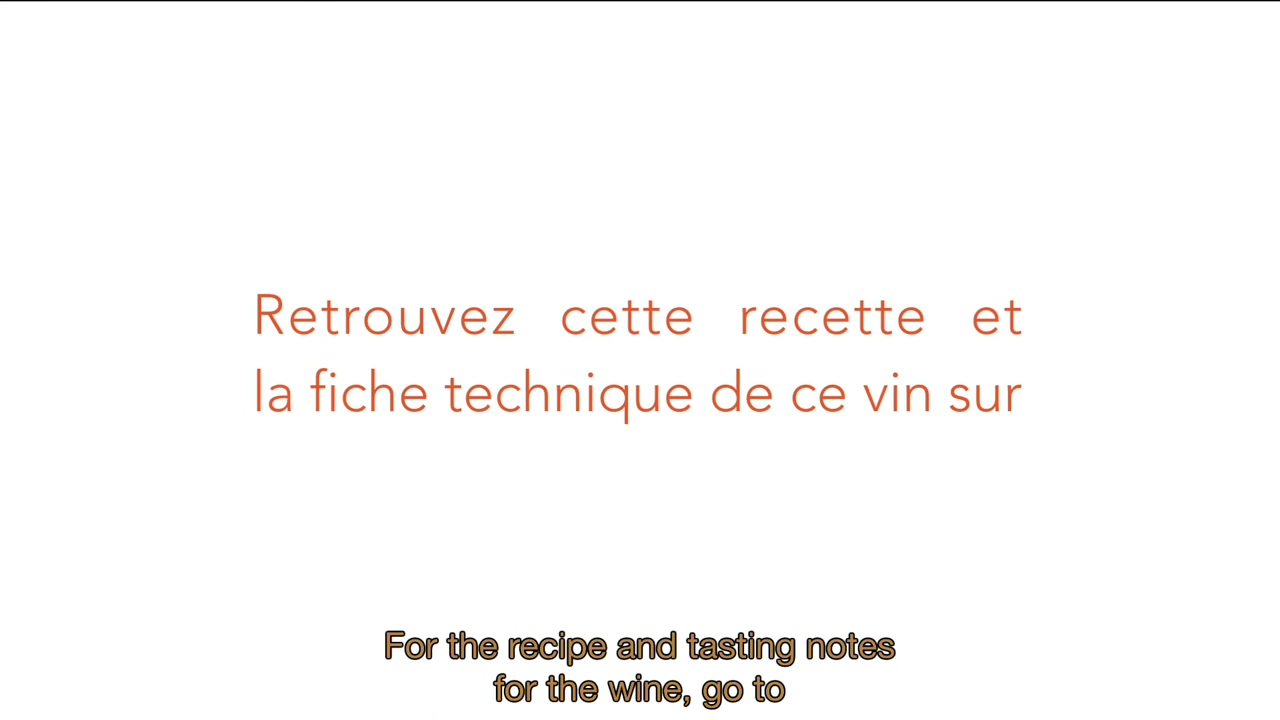 Retrouvez cette recette et
la fiche technique de ce vin sur
For the recipe and tasting notes
for the wine, go to